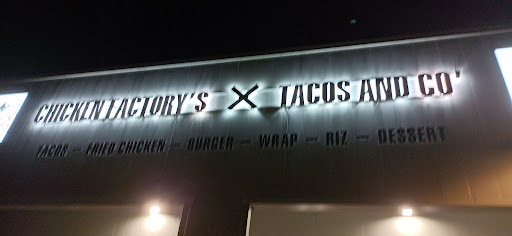 CHICKEN FACTORY'S X TACOS AND CO'
TACOS - FRIED CHICKEN - BURGER - WRAP - RIZ - DESSERT